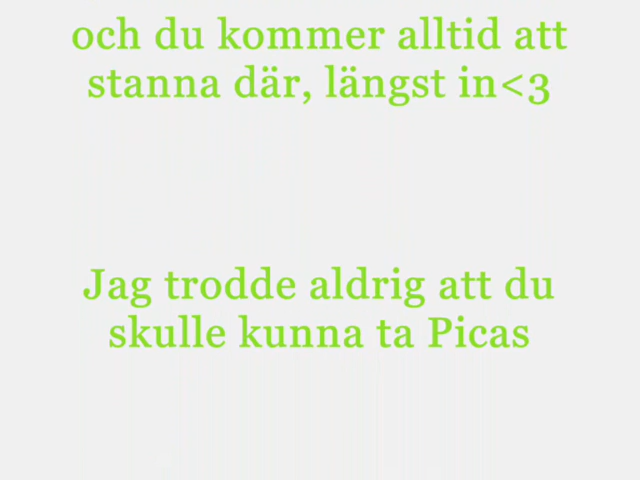 och du kommer alltid att
stanna där, längst in<3
Jag trodde aldrig att du
skulle kunna ta Picas